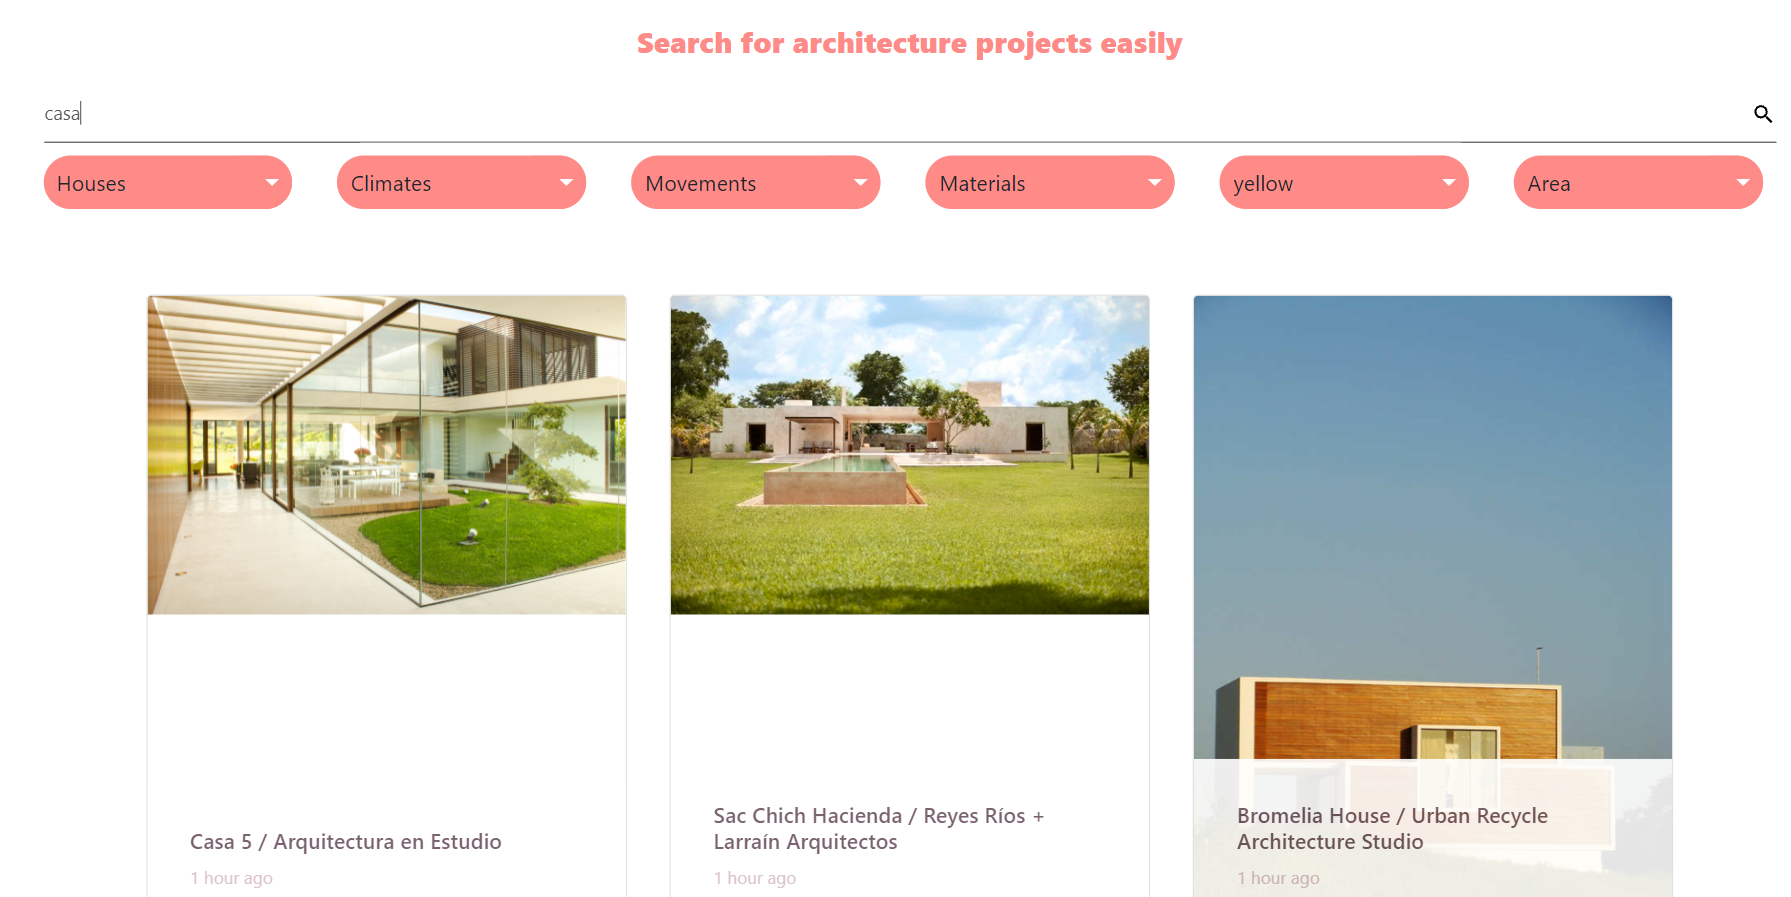 Search for architecture projects easily
casa
Houses
Climates
Movements
Materials
yellow
Area
Casa 5 / Arquitectura en Estudio
1 hour ago
Sac Chich Hacienda / Reyes Ríos +
Larraín Arquitectos
1 hour ago
Bromelia House / Urban Recycle
Architecture Studio
1 hour ago